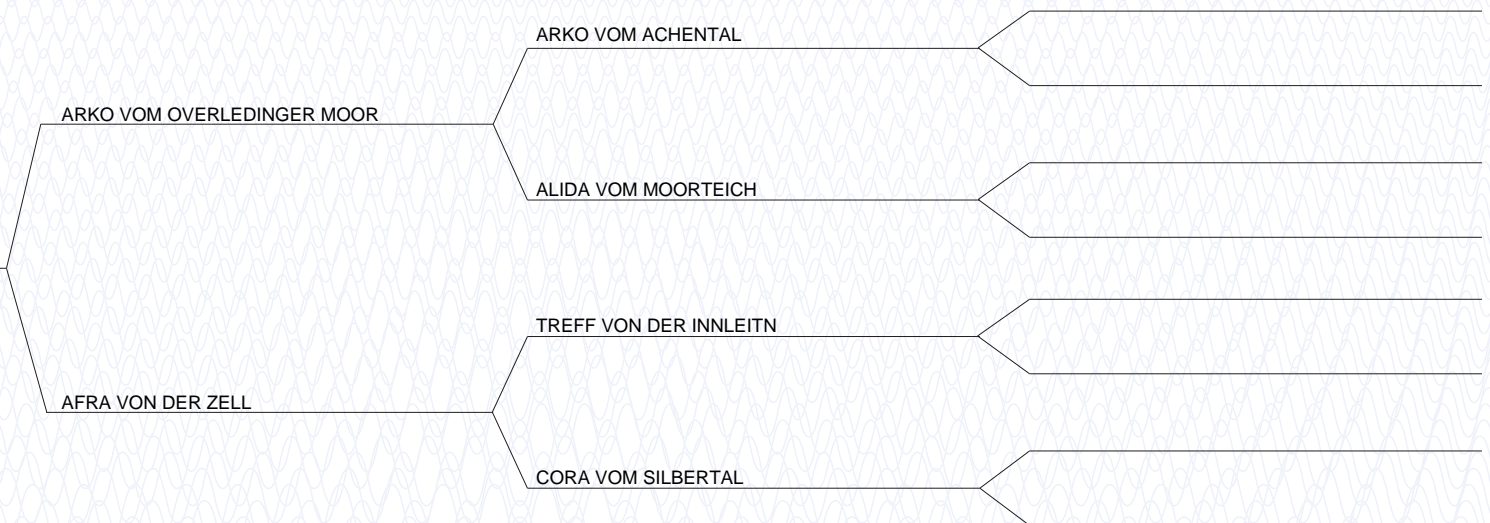 ARKO VOM ACHENTAL
ARKO VOM OVERLEDINGER MOOR
ALIDA VOM MOORTEICH
TREFF VON DER INNLEITN
AFRA VON DER ZELL
CORA VOM SILBERTAL